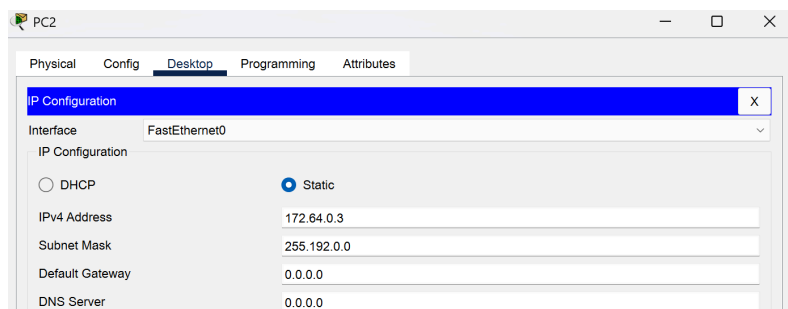 PC2
Physical Config Desktop Programming Attributes
IP Configuration X
Interface FastEthernet0
IP Configuration
DHCP Static
IPv4 Address 172.64.0.3
Subnet Mask 255.192.0.0
Default Gateway 0.0.0.0
DNS Server 0.0.0.0